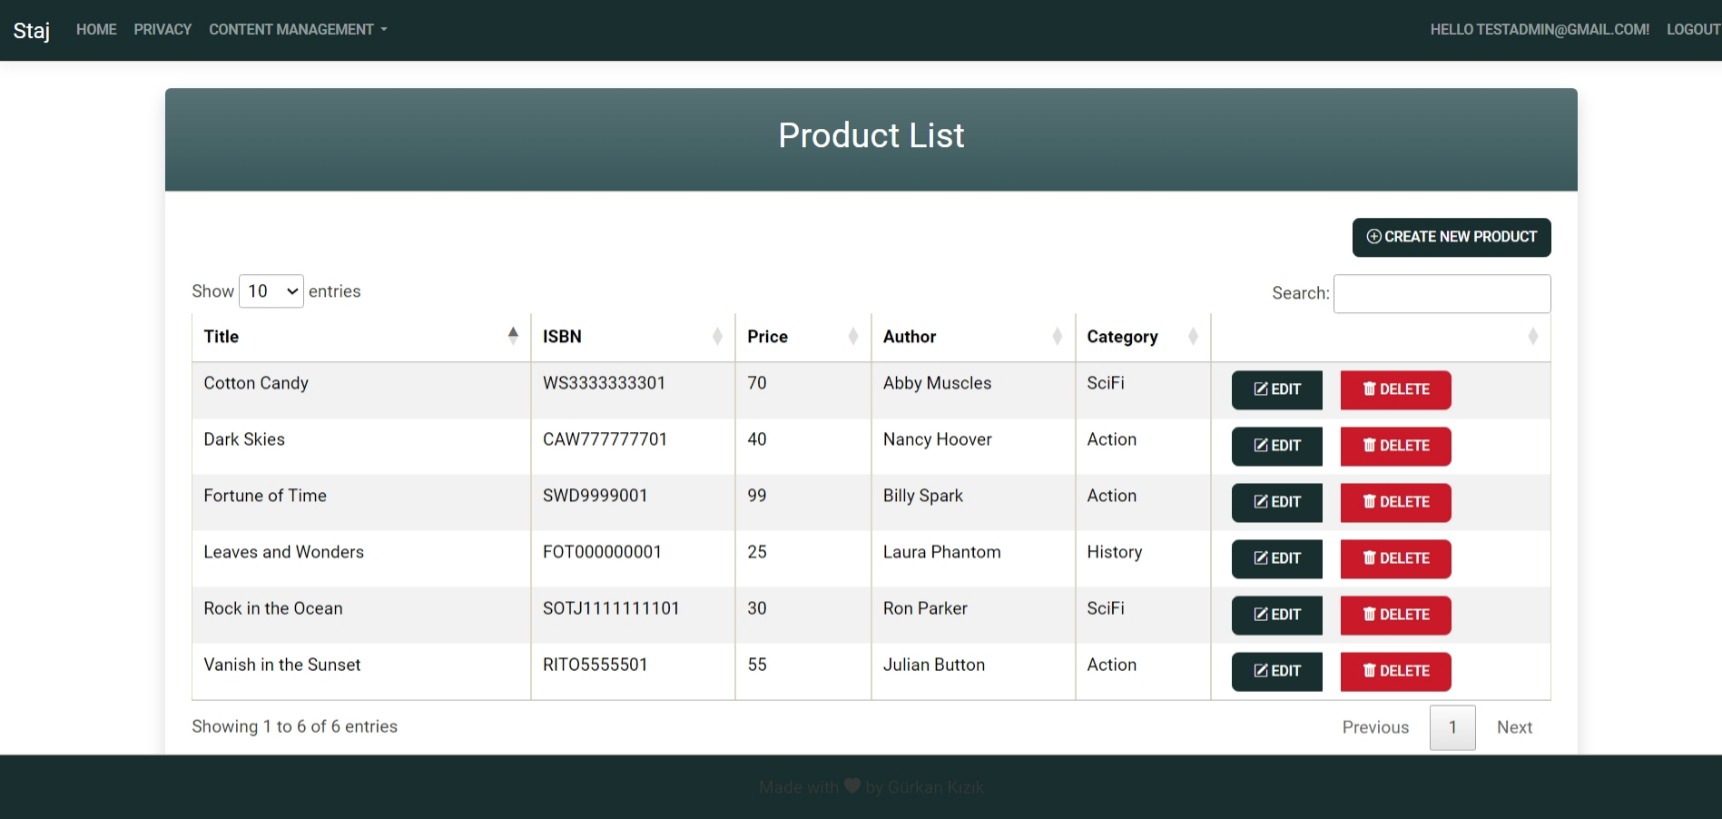 Staj HOME PRIVACY CONTENT MANAGEMENT HELLO TESTADMIN@GMAIL.COM! LOGOUT
Product List
CREATE NEW PRODUCT
Show 10 entries Search:
Title ISBN Price Author Category
Cotton Candy WS3333333301 70 Abby Muscles SciFi EDIT DELETE
Dark Skies CAW777777701 40 Nancy Hoover Action EDIT DELETE
Fortune of Time SWD9999001 99 Billy Spark Action EDIT DELETE
Leaves and Wonders FOT000000001 25 Laura Phantom History EDIT DELETE
Rock in the Ocean SOTJ1111111101 30 Ron Parker SciFi EDIT DELETE
Vanish in the Sunset RITO5555501 55 Julian Button Action EDIT DELETE
Showing 1 to 6 of 6 entries Previous 1 Next
Made with ♥ by Gürkan Kızık